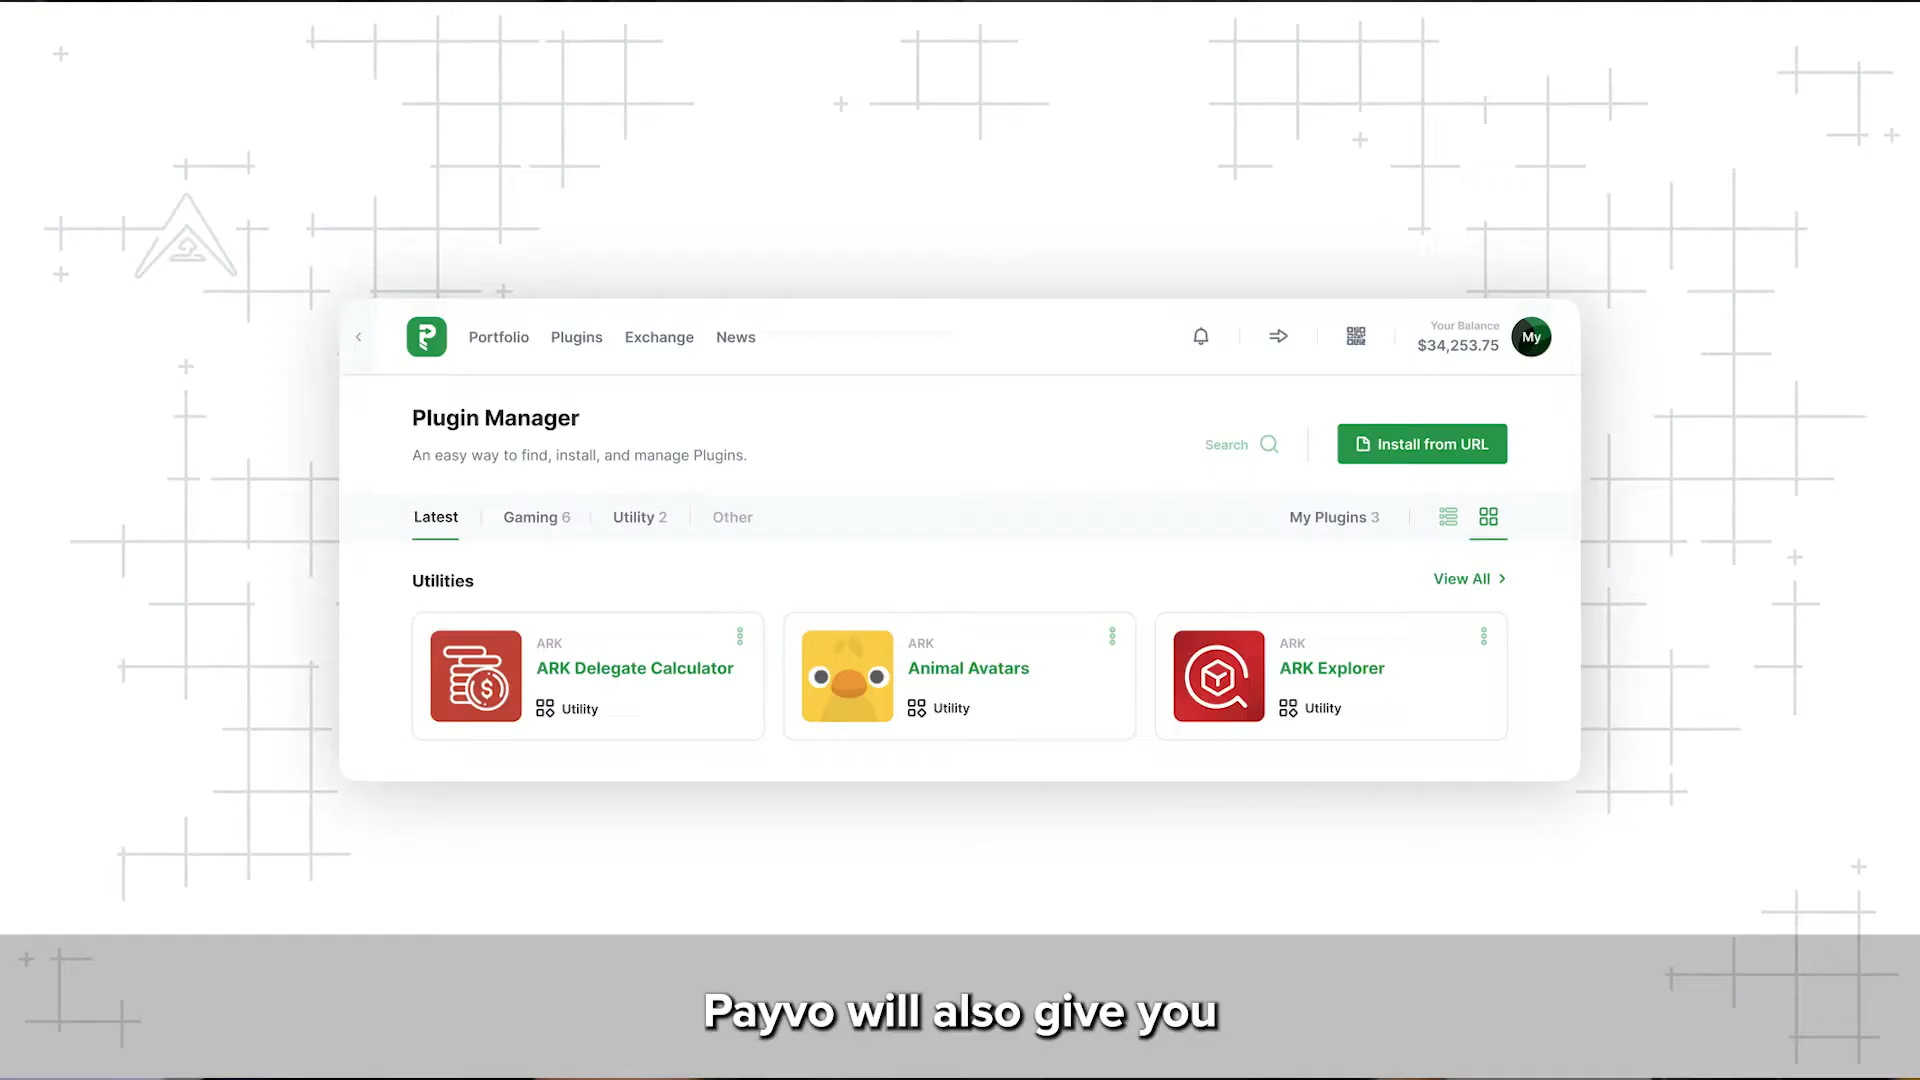 Portfolio Plugins Exchange News
Your Balance
$34,253.75
My
Plugin Manager
An easy way to find, install, and manage Plugins.
Search
Install from URL
Latest Gaming 6 Utility 2 Other My Plugins 3
Utilities
View All
ARK
ARK Delegate Calculator
Utility
ARK
Animal Avatars
Utility
ARK
ARK Explorer
Utility
Payvo will also give you